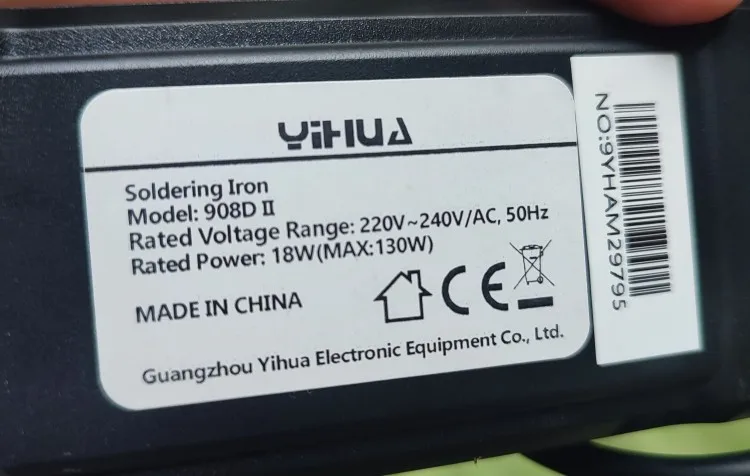 YIHUA
Soldering Iron
Model: 908D II
Rated Voltage Range: 220V~240V/AC, 50Hz
Rated Power: 18W(MAX:130W)
MADE IN CHINA
CE
Guangzhou Yihua Electronic Equipment Co., Ltd.
NO:9YHAM29795